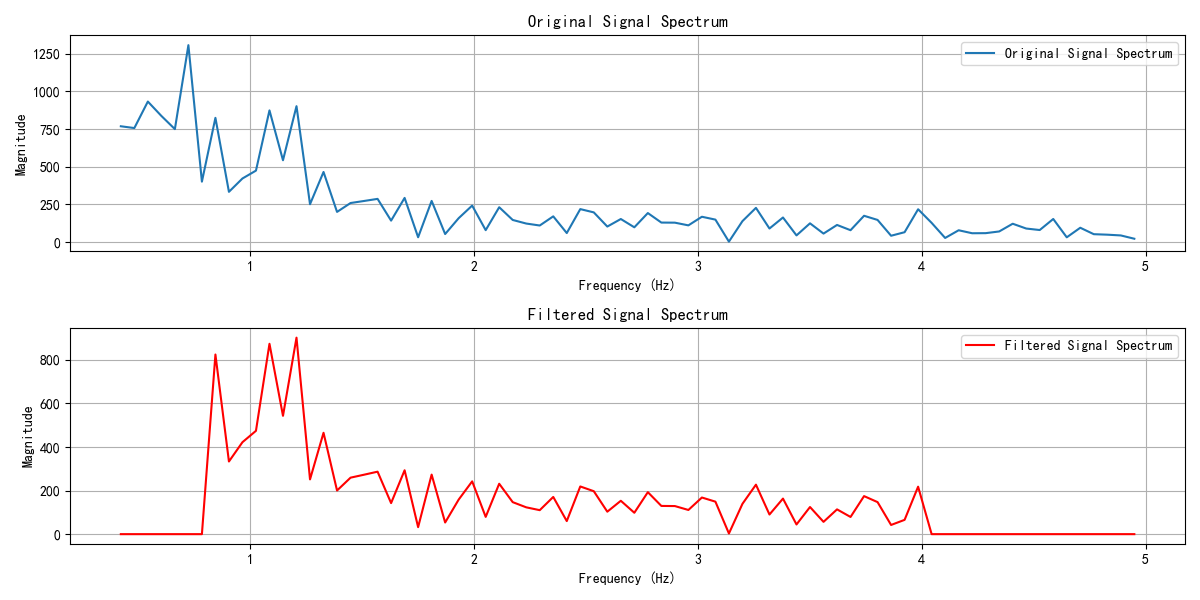 Original Signal Spectrum
Original Signal Spectrum
1250
1000
750
500
250
0
Magnitude
1 2 3 4 5
Frequency (Hz)
Filtered Signal Spectrum
Filtered Signal Spectrum
800
600
400
200
0
Magnitude
1 2 3 4 5
Frequency (Hz)